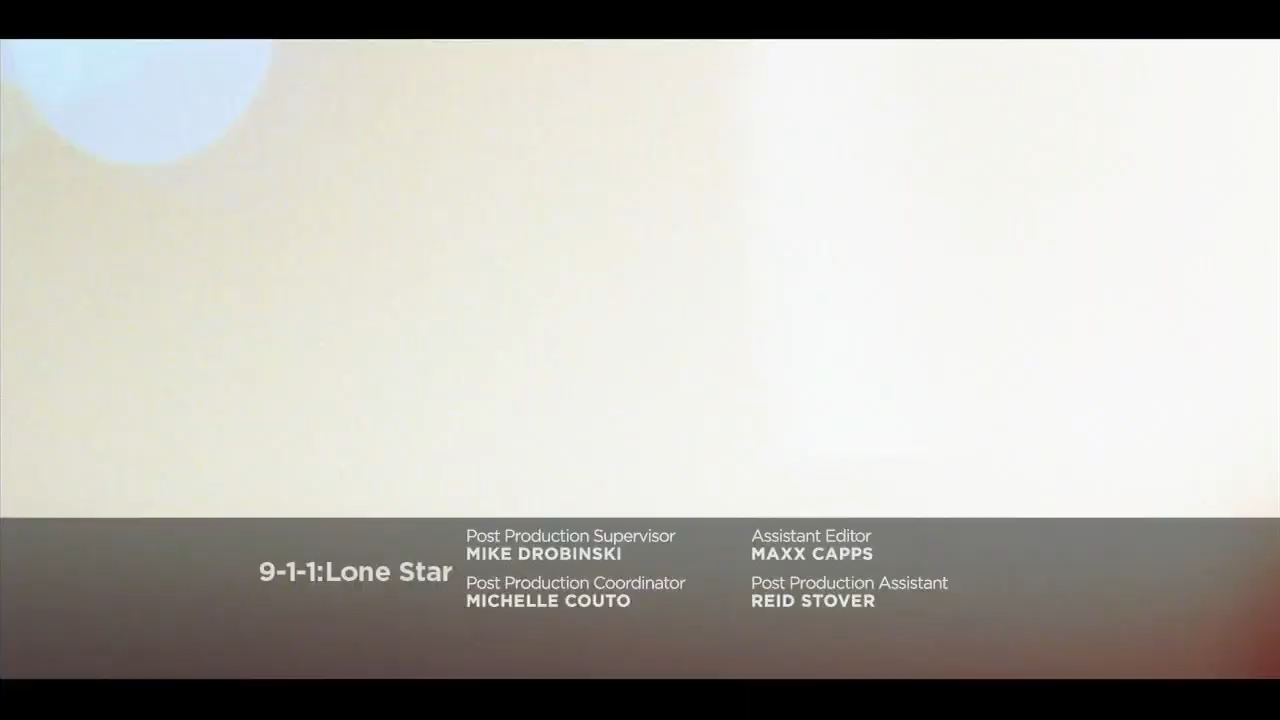 9-1-1:Lone Star
Post Production Supervisor
MIKE DROBINSKI
Post Production Coordinator
MICHELLE COUTO
Assistant Editor
MAXX CAPPS
Post Production Assistant
REID STOVER